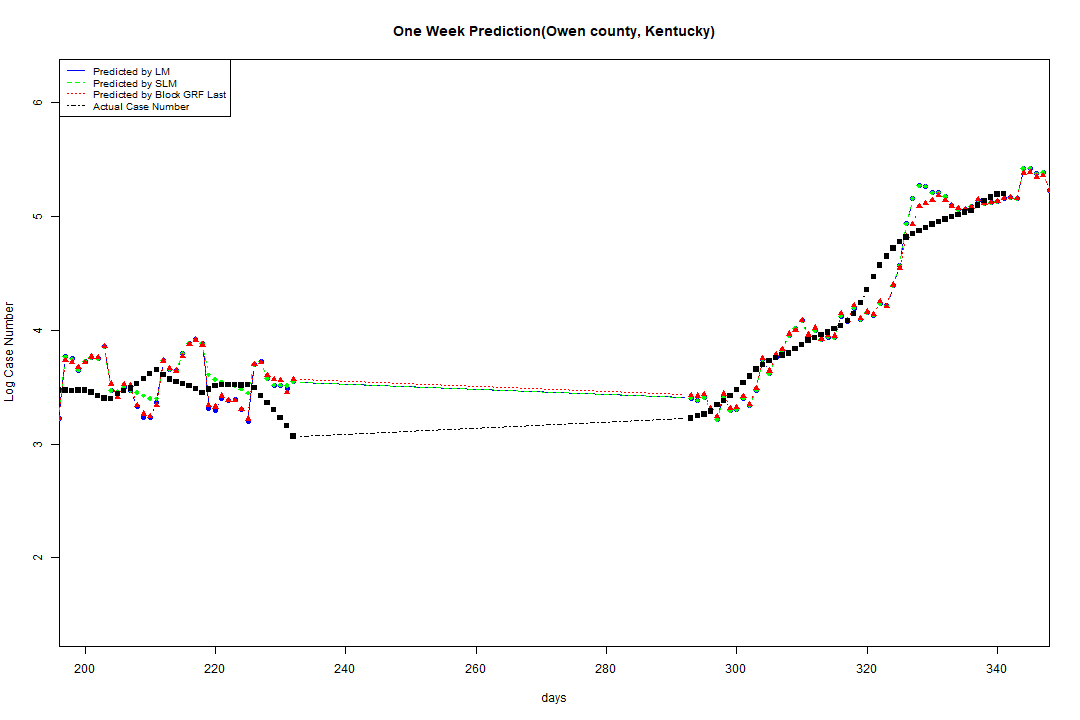 One Week Prediction(Owen county, Kentucky)
Predicted by LM
Predicted by SLM
Predicted by Block GRF Last
Actual Case Number
Log Case Number
6
5
4
3
2
200 220 240 260 280 300 320 340
days